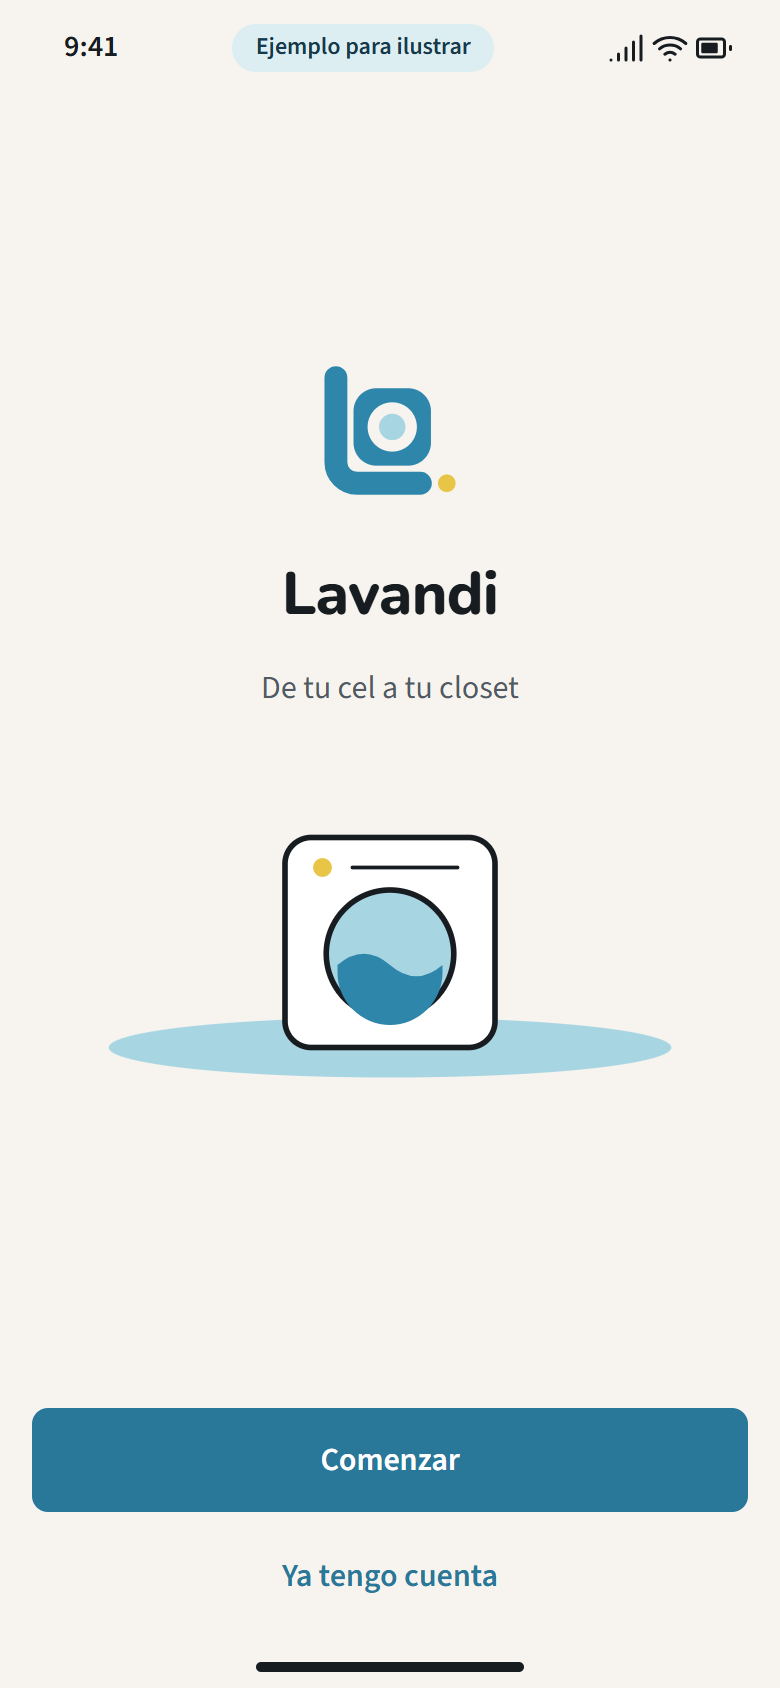 9:41
Ejemplo para ilustrar
Lavandi
De tu cel a tu closet
Comenzar
Ya tengo cuenta